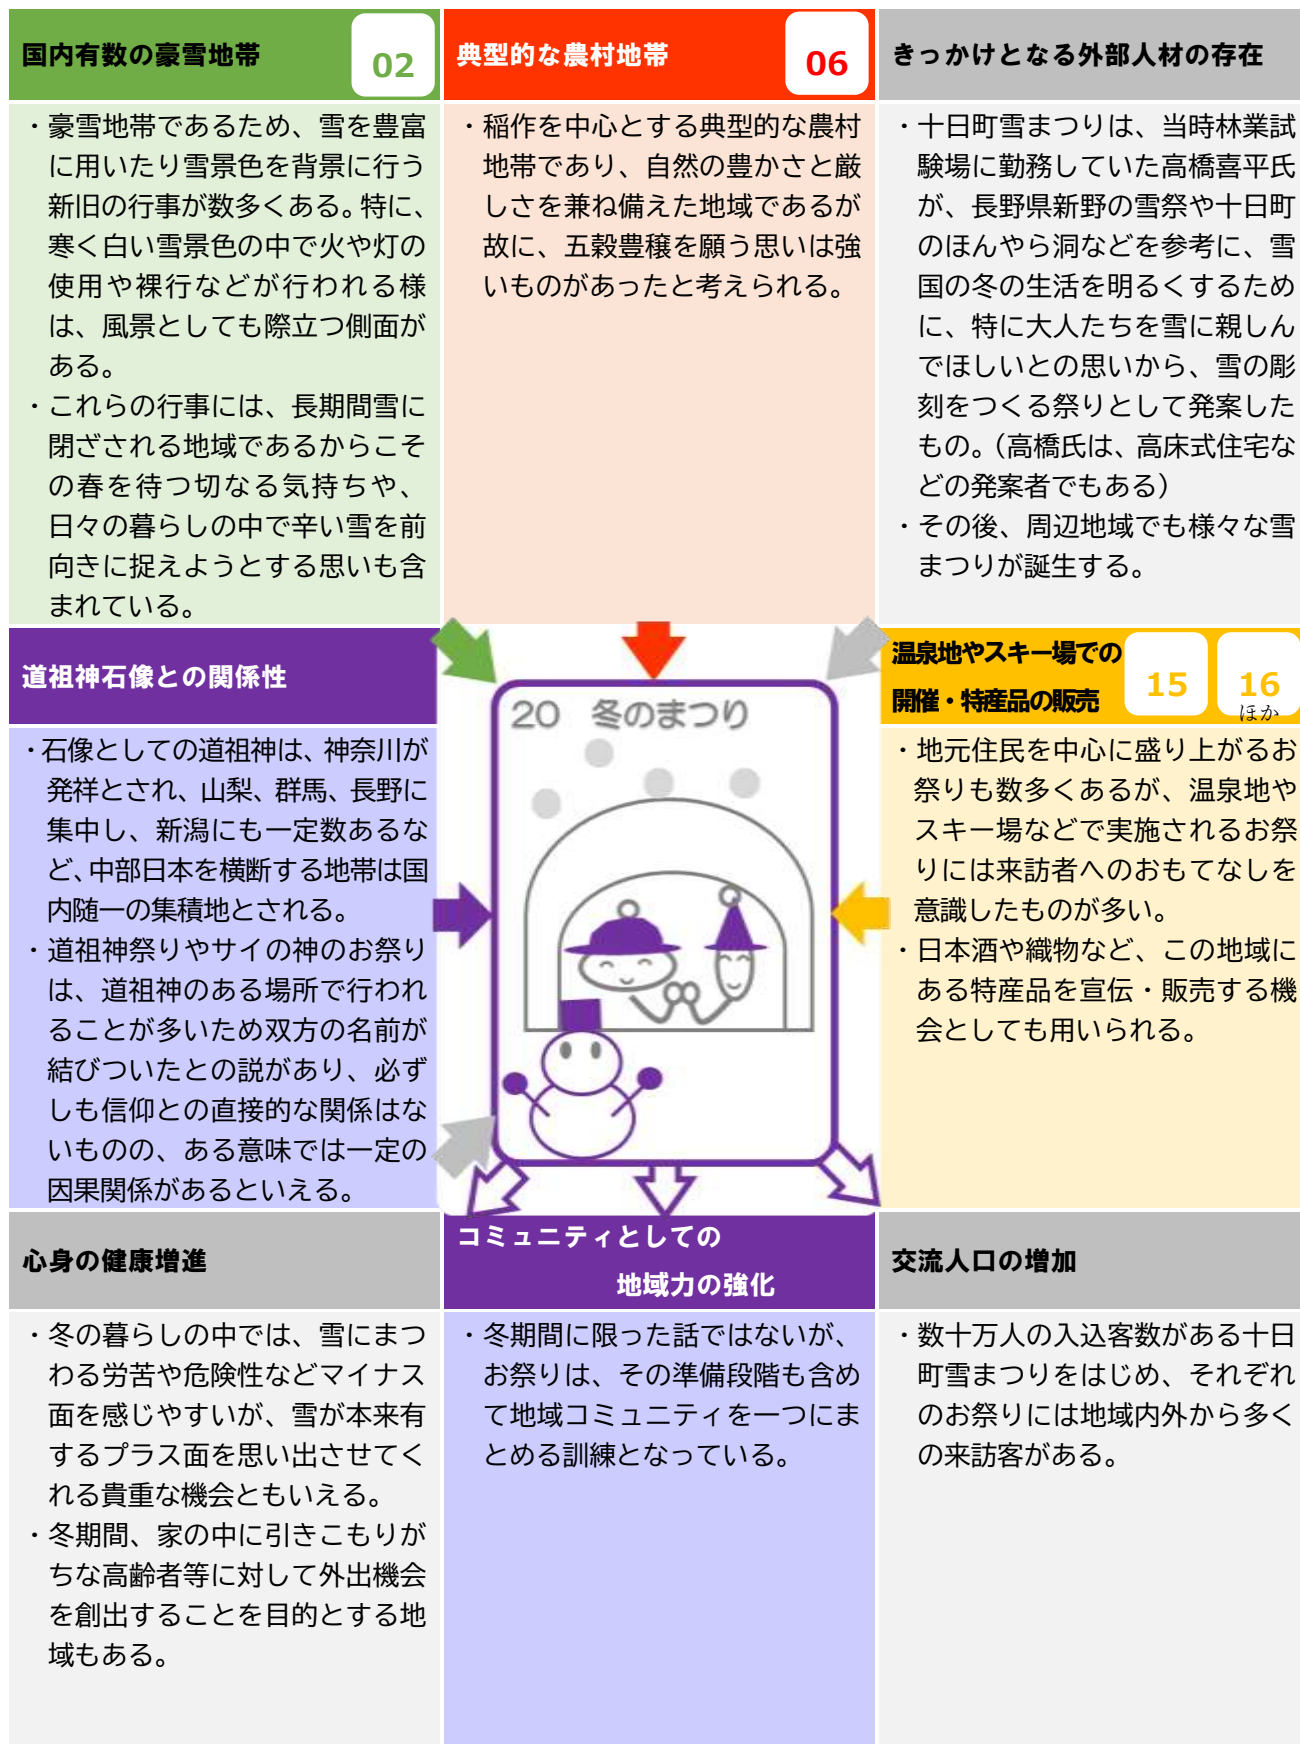 国内有数の豪雪地帯
02
・豪雪地帯であるため、雪を豊富
に用いたり雪景色を背景に行う
新旧の行事が数多くある。特に、
寒く白い雪景色の中で火や灯の
使用や裸行などが行われる様
は、風景としても際立つ側面が
ある。
・これらの行事には、長期間雪に
閉ざされる地域であるからこそ
の春を待つ切なる気持ちや、
日々の暮らしの中で辛い雪を前
向きに捉えようとする思いも含
まれている。
典型的な農村地帯
06
・稲作を中心とする典型的な農村
地帯であり、自然の豊かさと厳
しさを兼ね備えた地域であるが
故に、五穀豊穣を願う思いは強
いものがあったと考えられる。
きっかけとなる外部人材の存在
・十日町雪まつりは、当時林業試
験場に勤務していた高橋喜平氏
が、長野県新野の雪祭や十日町
のほんやら洞などを参考に、雪
国の冬の生活を明るくするため
に、特に大人たちを雪に親しん
でほしいとの思いから、雪の彫
刻をつくる祭りとして発案した
もの。（高橋氏は、高床式住宅な
どの発案者でもある）
・その後、周辺地域でも様々な雪
まつりが誕生する。
道祖神石像との関係性
・石像としての道祖神は、神奈川が
発祥とされ、山梨、群馬、長野に
集中し、新潟にも一定数あるな
ど、中部日本を横断する地帯は国
内随一の集積地とされる。
・道祖神祭りやサイの神のお祭り
は、道祖神のある場所で行われ
ることが多いため双方の名前が
結びついたとの説があり、必ず
しも信仰との直接的な関係はな
いものの、ある意味では一定の
因果関係があるといえる。
20 冬のまつり
温泉地やスキー場での
開催・特産品の販売
15
16
ほか
・地元住民を中心に盛り上がるお
祭りも数多くあるが、温泉地や
スキー場などで実施されるお祭
りには来訪者へのおもてなしを
意識したものが多い。
・日本酒や織物など、この地域に
ある特産品を宣伝・販売する機
会としても用いられる。
心身の健康増進
・冬の暮らしの中では、雪にまつ
わる労苦や危険性などマイナス
面を感じやすいが、雪が本来有
するプラス面を思い出させてく
れる貴重な機会ともいえる。
・冬期間、家の中に引きこもりが
ちな高齢者等に対して外出機会
を創出することを目的とする地
域もある。
コミュニティとしての
地域力の強化
・冬期間に限った話ではないが、
お祭りは、その準備段階も含め
て地域コミュニティを一つにま
とめる訓練となっている。
交流人口の増加
・数十万人の入込客数がある十日
町雪まつりをはじめ、それぞれ
のお祭りには地域内外から多く
の来訪客がある。